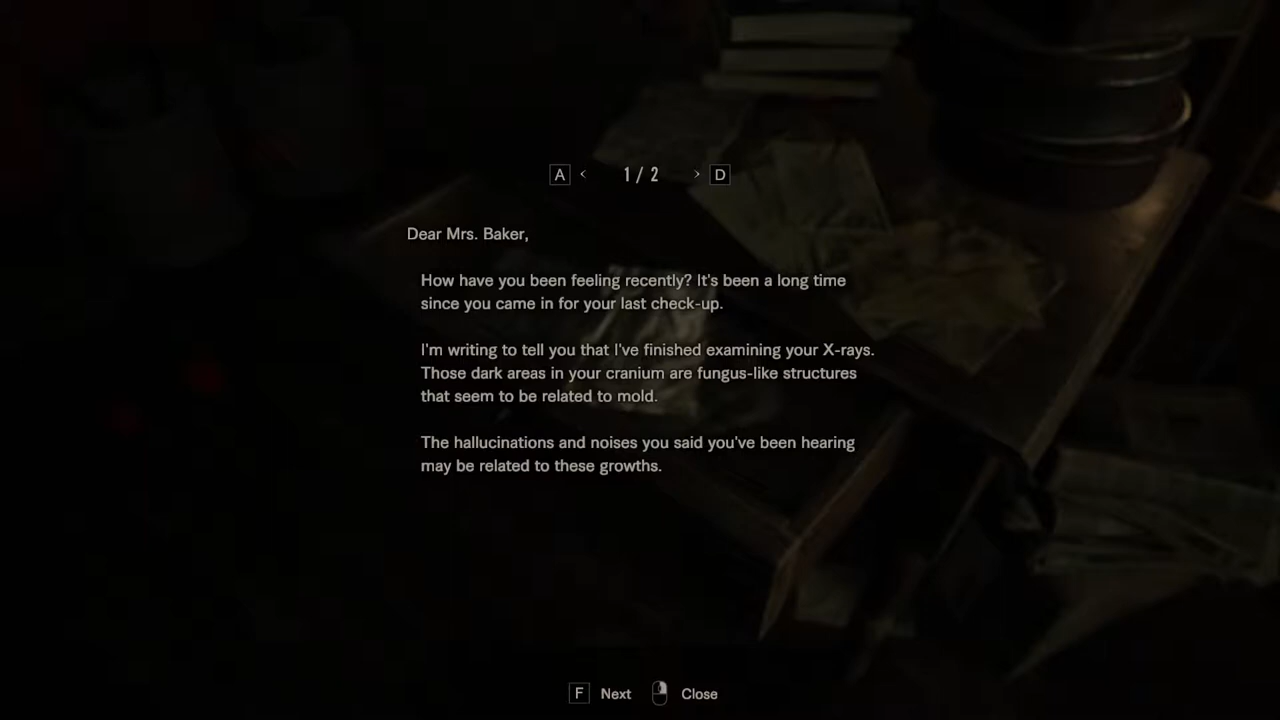 A < 1 / 2 > D
Dear Mrs. Baker,
How have you been feeling recently? It's been a long time
since you came in for your last check-up.
I'm writing to tell you that I've finished examining your X-rays.
Those dark areas in your cranium are fungus-like structures
that seem to be related to mold.
The hallucinations and noises you said you've been hearing
may be related to these growths.
F Next Close